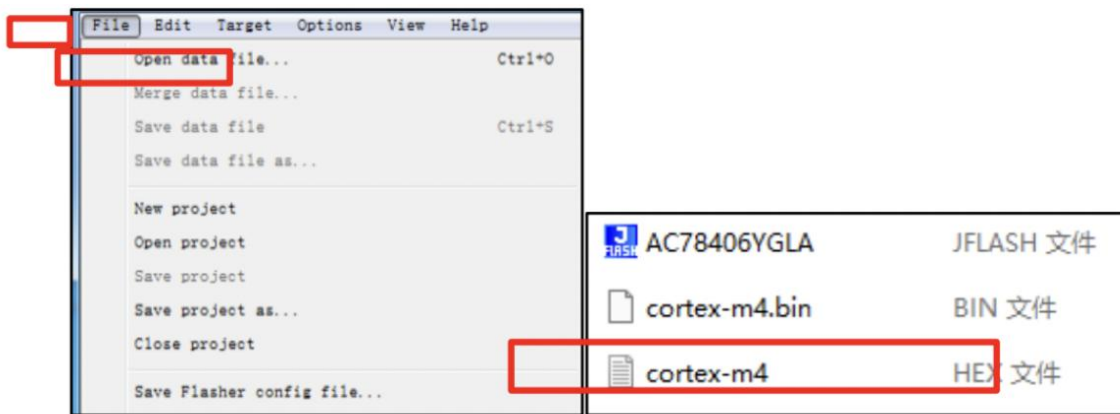 File Edit Target Options View Help
Open data file... Ctrl+O
Merge data file...
Save data file Ctrl+S
Save data file as...
New project
Open project
Save project
Save project as...
Close project
Save Flasher config file...
J FLASH AC78406YGLA JFLASH 文件
cortex-m4.bin BIN 文件
cortex-m4 HEX 文件